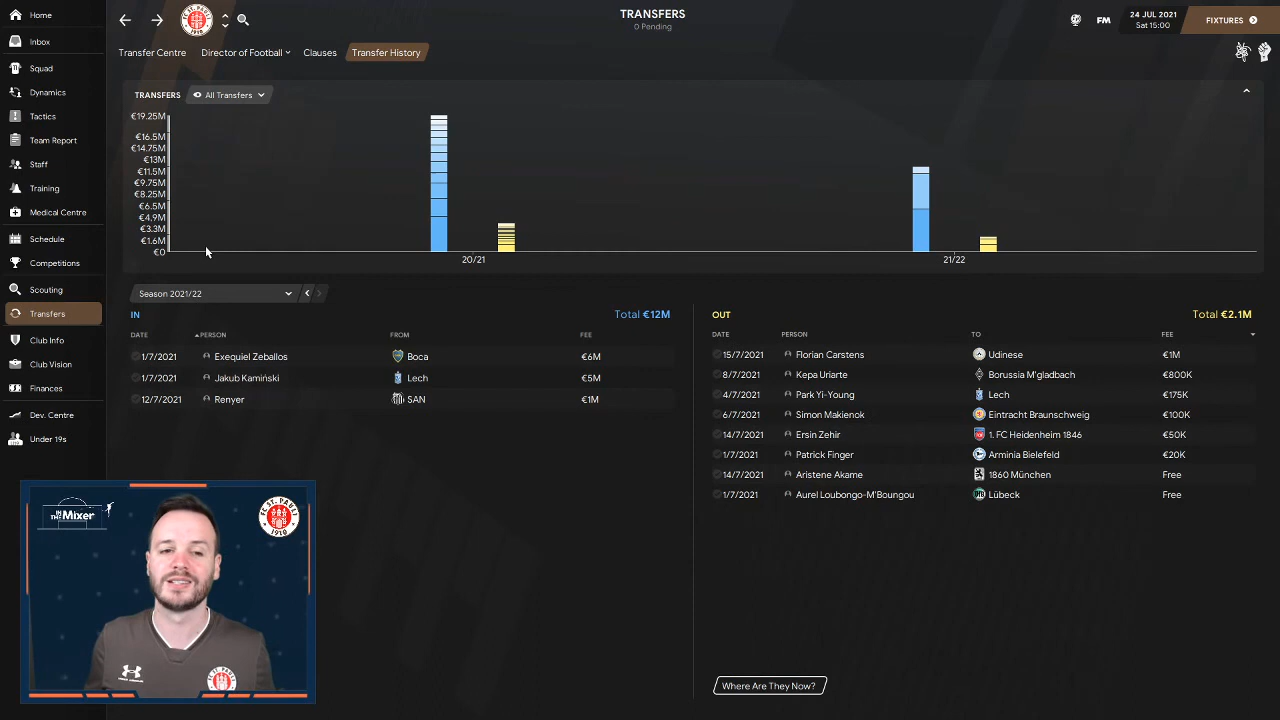 Home
Inbox
Squad
Dynamics
Tactics
Team Report
Staff
Training
Medical Centre
Schedule
Competitions
Scouting
Transfers
Club Info
Club Vision
Finances
Dev. Centre
Under 19s
TRANSFERS
0 Pending
FM
24 JUL 2021
Sat 15:00
FIXTURES
Transfer Centre
Director of Football
Clauses
Transfer History
TRANSFERS
All Transfers
€19.25M
€16.5M
€14.75M
€13M
€11.5M
€9.75M
€8.25M
€6.5M
€4.9M
€3.3M
€1.6M
€0
20/21
21/22
Season 2021/22
IN
Total €12M
DATE PERSON FROM FEE
1/7/2021 Exequiel Zeballos Boca €6M
1/7/2021 Jakub Kamiński Lech €5M
12/7/2021 Renyer SAN €1M
OUT
Total €2.1M
DATE PERSON TO FEE
15/7/2021 Florian Carstens Udinese €1M
8/7/2021 Kepa Uriarte Borussia M'gladbach €800K
4/7/2021 Park Yi-Young Lech €175K
6/7/2021 Simon Makienok Eintracht Braunschweig €100K
14/7/2021 Ersin Zehir 1. FC Heidenheim 1846 €50K
1/7/2021 Patrick Finger Arminia Bielefeld €20K
14/7/2021 Aristene Akame 1860 München Free
1/7/2021 Aurel Loubongo-M'Boungou Lübeck Free
Where Are They Now?
IN THE Mixer
FC ST. PAULI
1910